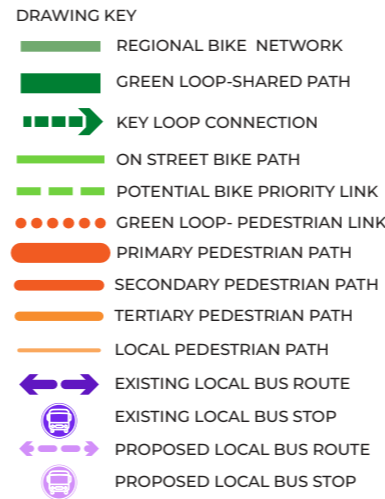 DRAWING KEY
REGIONAL BIKE NETWORK
GREEN LOOP-SHARED PATH
KEY LOOP CONNECTION
ON STREET BIKE PATH
POTENTIAL BIKE PRIORITY LINK
GREEN LOOP- PEDESTRIAN LINK
PRIMARY PEDESTRIAN PATH
SECONDARY PEDESTRIAN PATH
TERTIARY PEDESTRIAN PATH
LOCAL PEDESTRIAN PATH
EXISTING LOCAL BUS ROUTE
EXISTING LOCAL BUS STOP
PROPOSED LOCAL BUS ROUTE
PROPOSED LOCAL BUS STOP